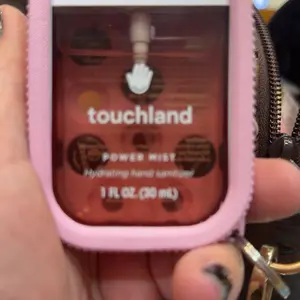 touchland
POWER MIST
Hydrating hand sanitizer
1 FL OZ. (30 mL)